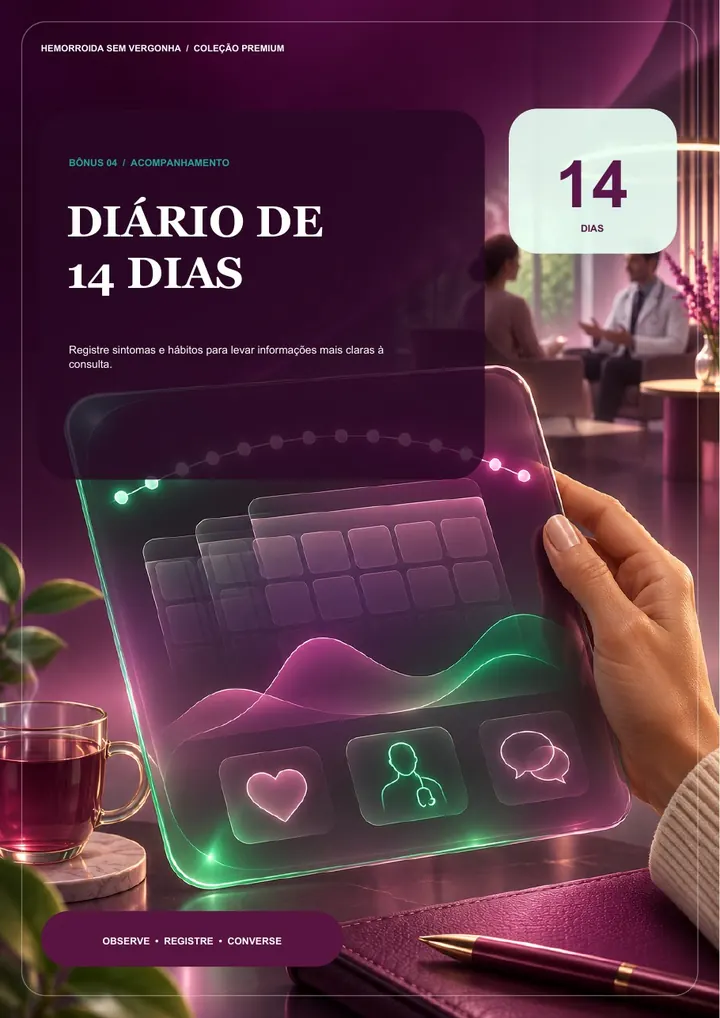 HEMORROIDA SEM VERGONHA / COLEÇÃO PREMIUM
BÔNUS 04 / ACOMPANHAMENTO
DIÁRIO DE
14 DIAS
Registre sintomas e hábitos para levar informações mais claras à
consulta.
14
DIAS
OBSERVE • REGISTRE • CONVERSE